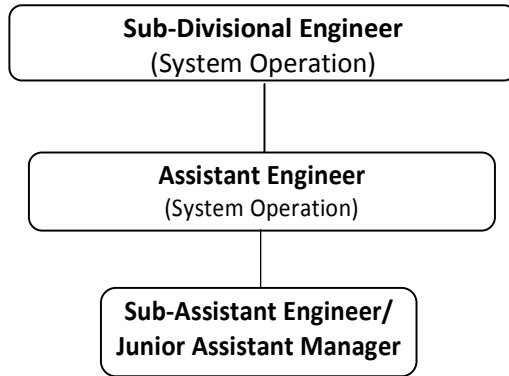 Sub-Divisional Engineer
(System Operation)
Assistant Engineer
(System Operation)
Sub-Assistant Engineer/
Junior Assistant Manager